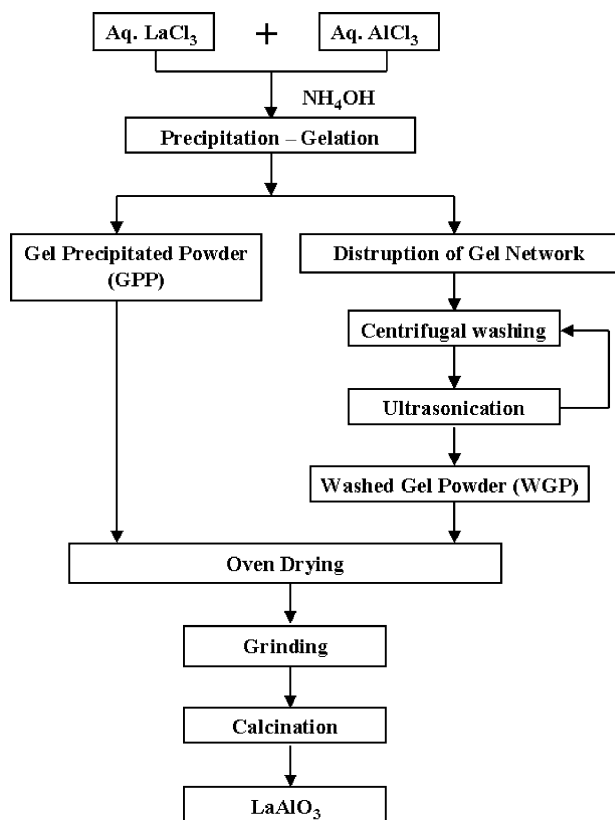 Aq. LaCl3 + Aq. AlCl3
NH4OH
Precipitation – Gelation
Gel Precipitated Powder
(GPP)
Distruption of Gel Network
Centrifugal washing
Ultrasonication
Washed Gel Powder (WGP)
Oven Drying
Grinding
Calcination
LaAlO3